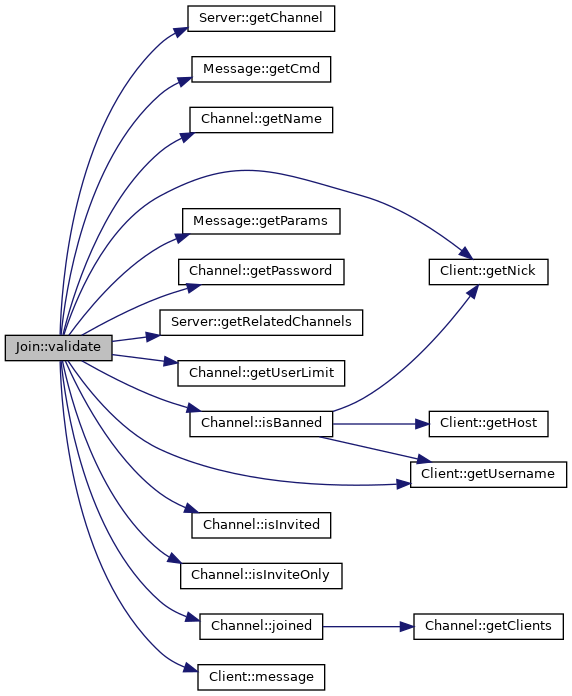 Server::getChannel
Message::getCmd
Channel::getName
Message::getParams
Channel::getPassword
Client::getNick
Server::getRelatedChannels
Join::validate
Channel::getUserLimit
Channel::isBanned
Client::getHost
Client::getUsername
Channel::isInvited
Channel::isInviteOnly
Channel::joined
Channel::getClients
Client::message